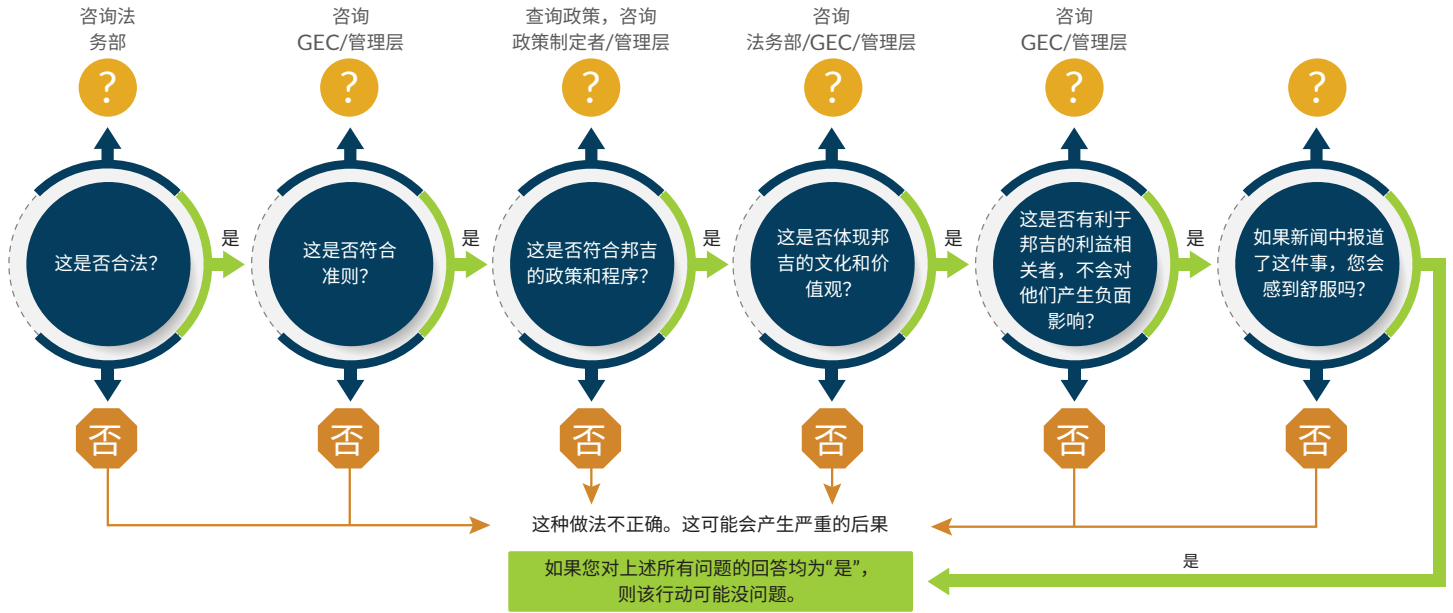 咨询法
务部
咨询
GEC/管理层
查询政策，咨询
政策制定者/管理层
咨询
法务部/GEC/管理层
咨询
GEC/管理层
?
?
?
?
?
?
这是否合法？
是
这是否符合
准则？
是
这是否符合邦吉
的政策和程序？
是
这是否体现邦
吉的文化和价
值观？
是
这是否有利于
邦吉的利益相
关者，不会对
他们产生负面
影响？
是
如果新闻中报道
了这件事，您会
感到舒服吗？
否
否
否
否
否
否
这种做法不正确。这可能会产生严重的后果
如果您对上述所有问题的回答均为“是”，
则该行动可能没问题。
是